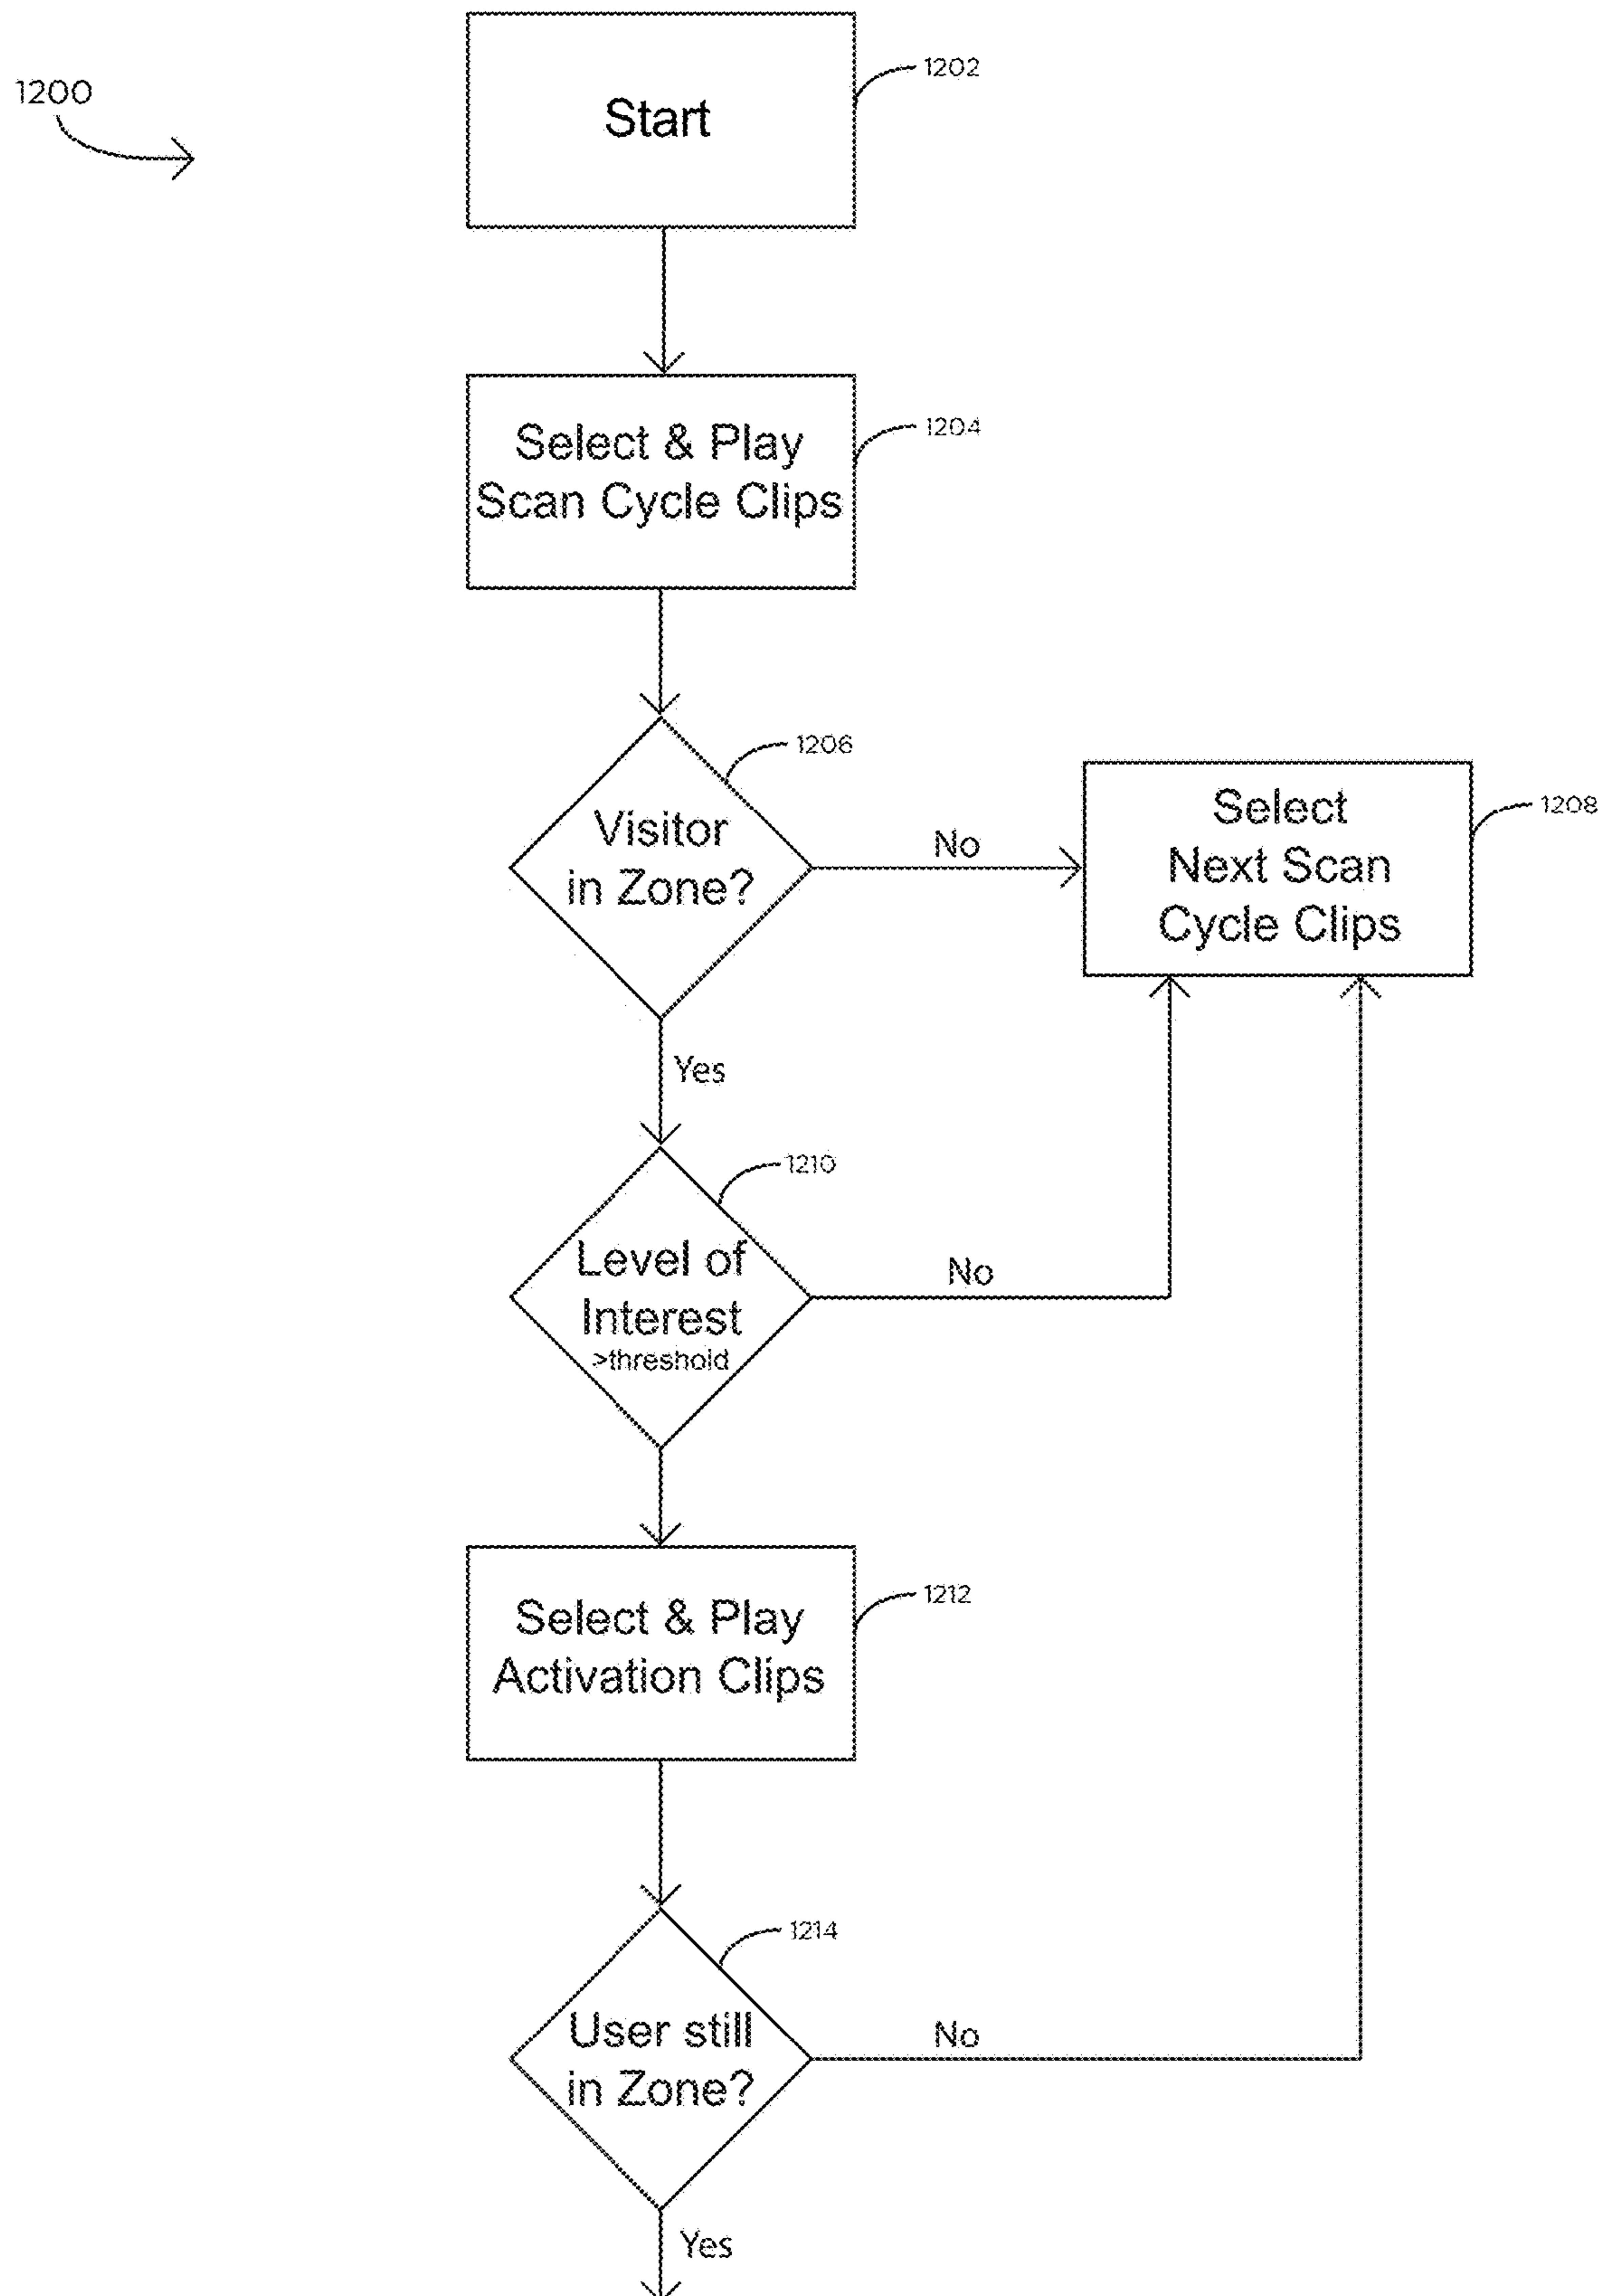 1200
Start
1202
Select & Play
Scan Cycle Clips
1204
Visitor
in Zone?
1206
No
Select
Next Scan
Cycle Clips
1208
Yes
Level of
Interest
>threshold
1210
No
Select & Play
Activation Clips
1212
User still
in Zone?
1214
No
Yes